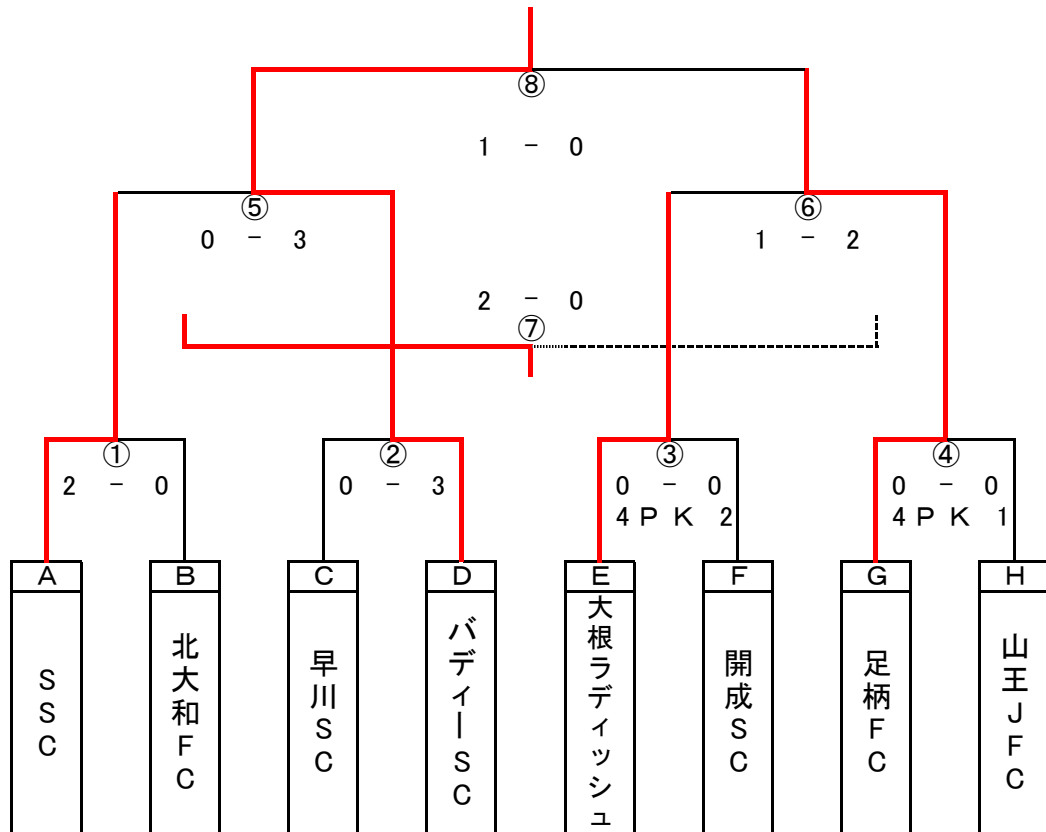 ⑧
1 - 0
⑤
⑥
0 - 3
1 - 2
2 - 0
⑦
①
②
③
④
2 - 0
0 - 3
0 - 0
0 - 0
4 PK 2
4 PK 1
A
B
C
D
E
F
G
H
SSC
北大和FC
早川SC
バディーSC
大根ラディッシュ
開成SC
足柄FC
山王JFC